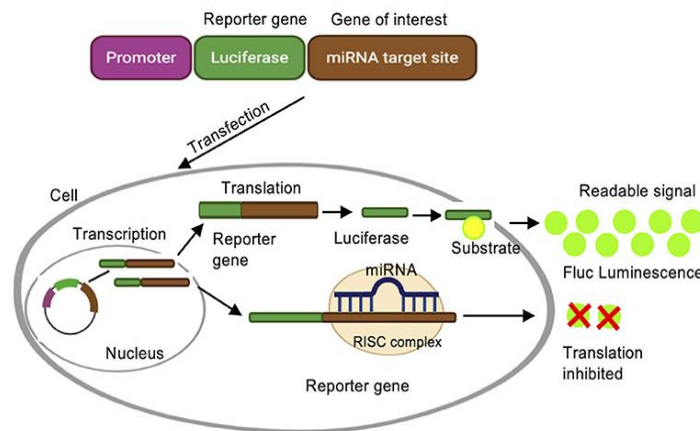 Reporter gene
Gene of interest
Promoter
Luciferase
miRNA target site
Transfection
Cell
Translation
Readable signal
Transcription
Reporter
gene
Luciferase
Substrate
Fluc Luminescence
miRNA
RISC complex
Nucleus
Translation
inhibited
Reporter gene